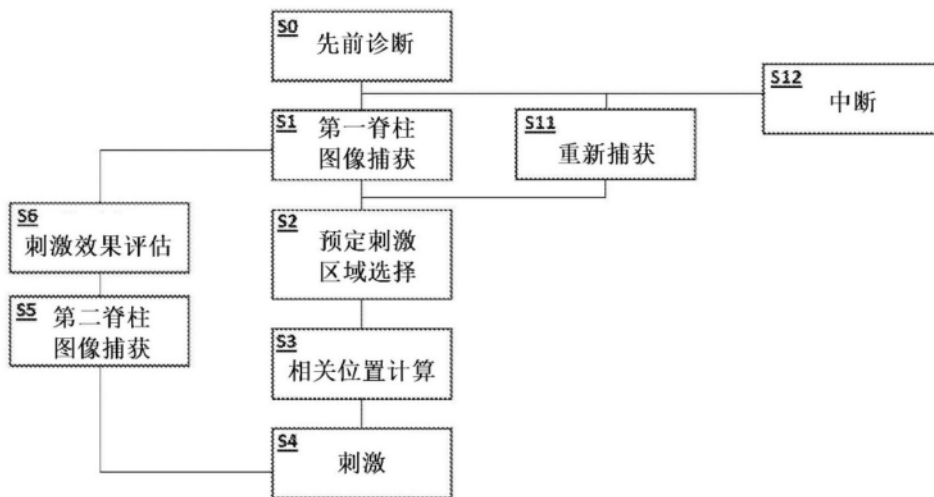 S0
先前诊断
S12
中断
S1
第一脊柱
图像捕获
S11
重新捕获
S6
刺激效果评估
S2
预定刺激
区域选择
S5
第二脊柱
图像捕获
S3
相关位置计算
S4
刺激